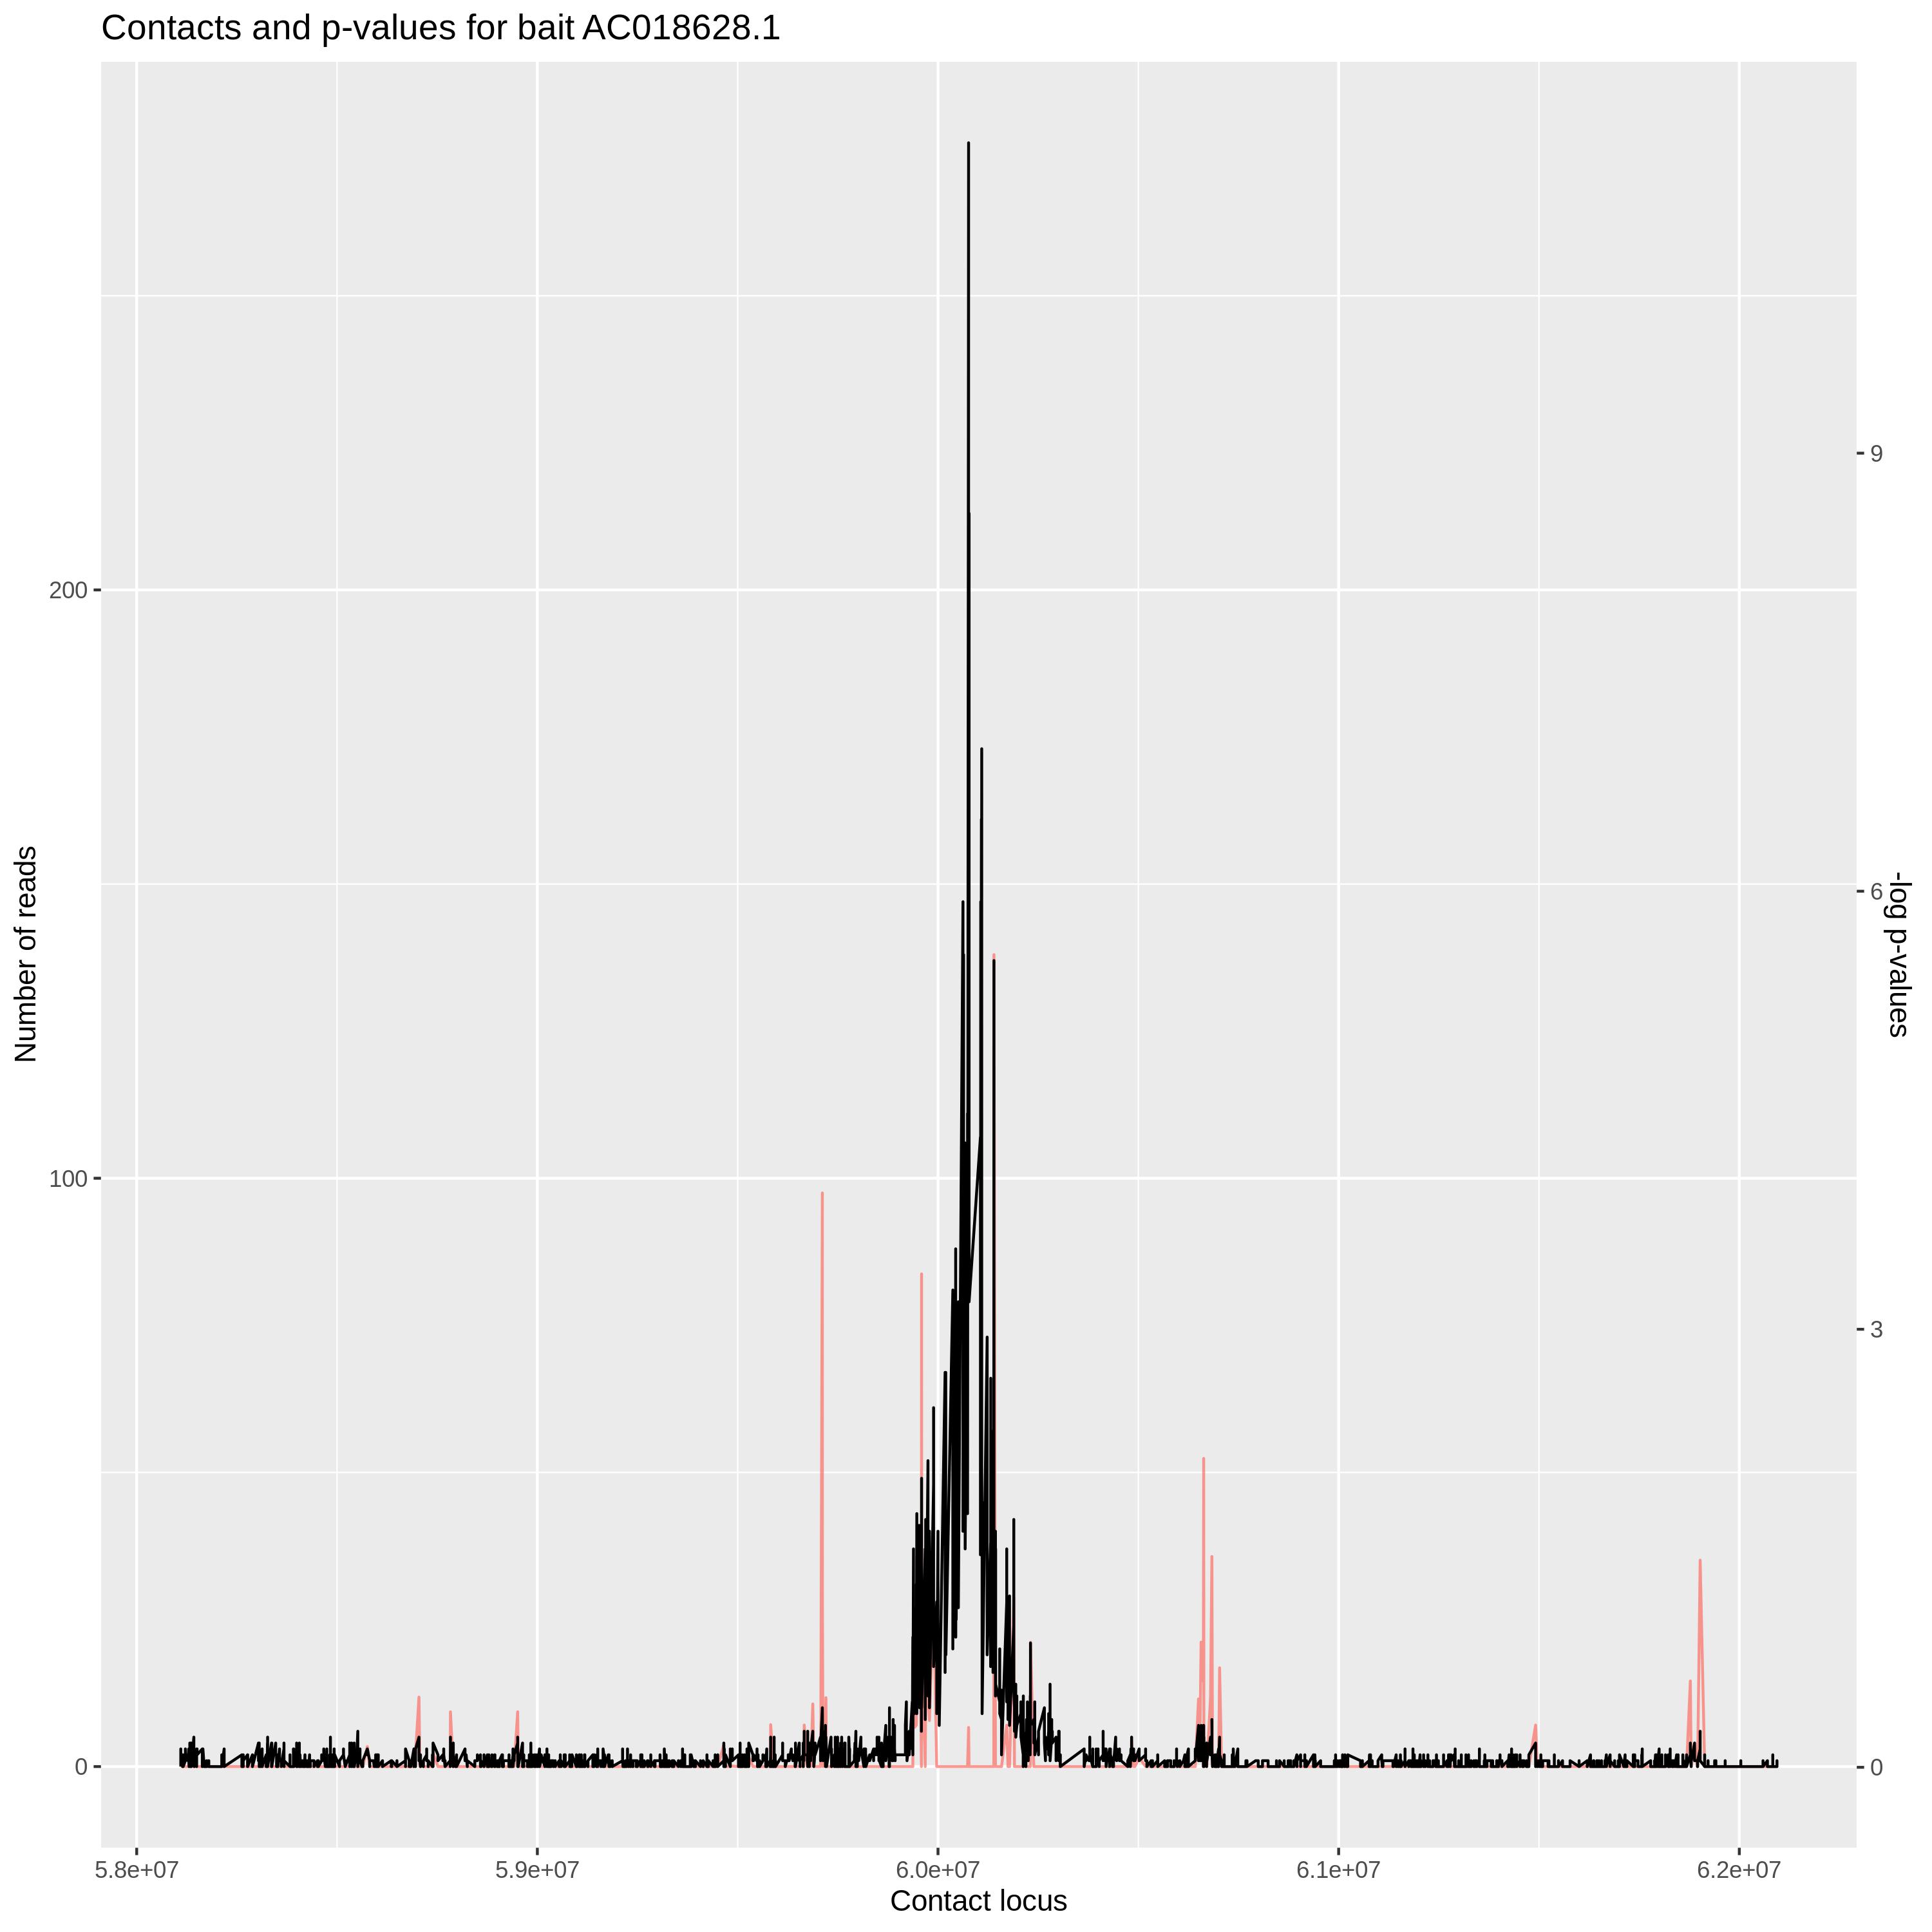 Contacts and p-values for bait AC018628.1
Number of reads
200
100
0
9
6
3
0
-log p-values
5.8e+07 5.9e+07 6.0e+07 6.1e+07 6.2e+07
Contact locus